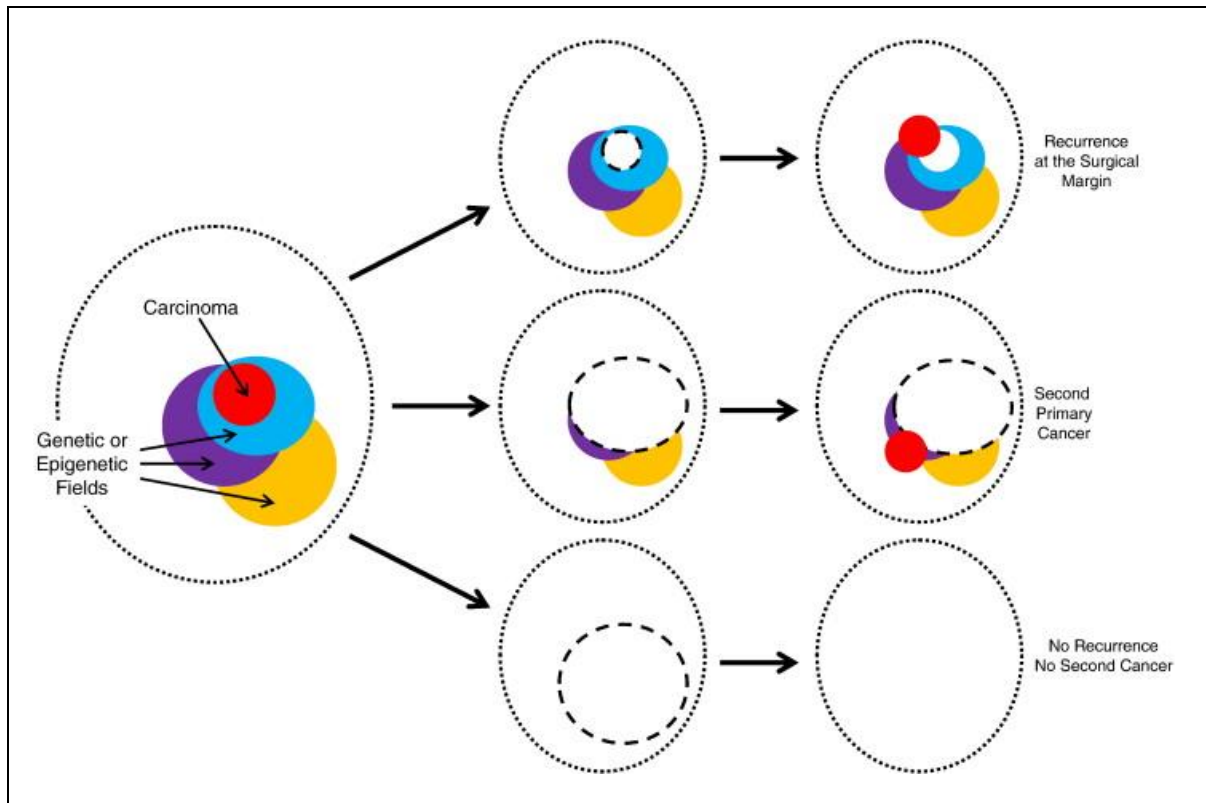 Carcinoma
Genetic or
Epigenetic
Fields
Recurrence
at the Surgical
Margin
Second
Primary
Cancer
No Recurrence
No Second Cancer